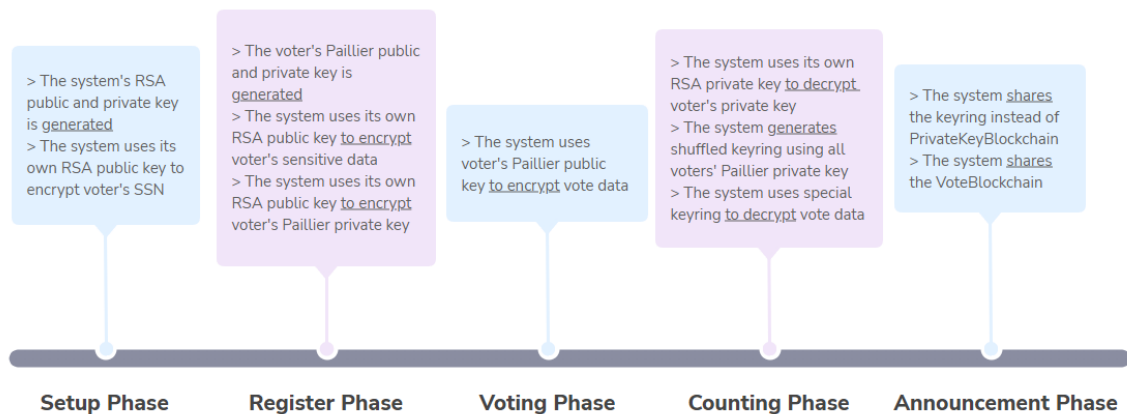 > The system's RSA
public and private key
is generated
> The system uses its
own RSA public key to
encrypt voter's SSN
> The voter's Paillier public
and private key is
generated
> The system uses its own
RSA public key to encrypt
voter's sensitive data
> The system uses its own
RSA public key to encrypt
voter's Paillier private key
> The system uses
voter's Paillier public
key to encrypt vote data
> The system uses its own
RSA private key to decrypt
voter's private key
> The system generates
shuffled keyring using all
voters' Paillier private key
> The system uses special
keyring to decrypt vote data
> The system shares
the keyring instead of
PrivateKeyBlockchain
> The system shares
the VoteBlockchain
Setup Phase
Register Phase
Voting Phase
Counting Phase
Announcement Phase